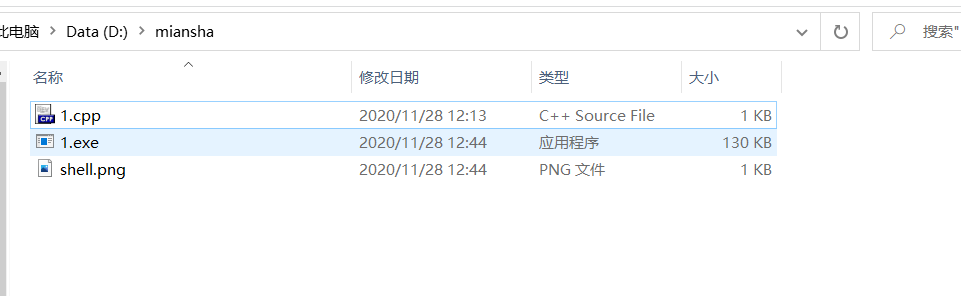 此电脑 > Data (D:) > miansha
搜索"
名称 修改日期 类型 大小
1.cpp 2020/11/28 12:13 C++ Source File 1 KB
1.exe 2020/11/28 12:44 应用程序 130 KB
shell.png 2020/11/28 12:44 PNG 文件 1 KB